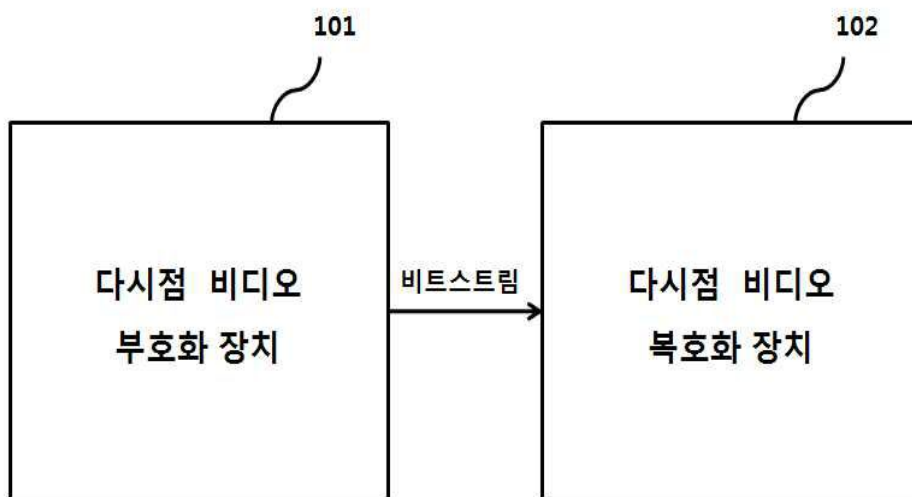 101
102
다시점 비디오
부호화 장치
비트스트림
다시점 비디오
복호화 장치